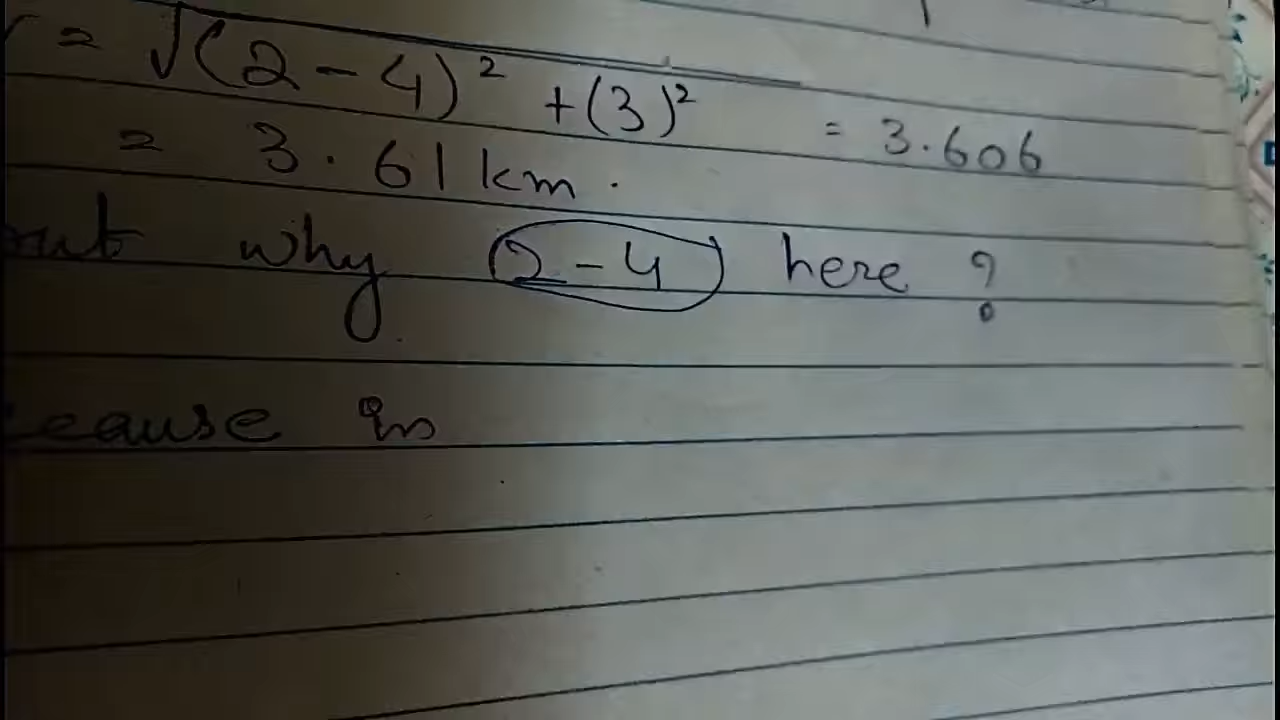 = √(2-4)² + (3)² = 3.606
= 3.61 km.
why (2-4) here ?